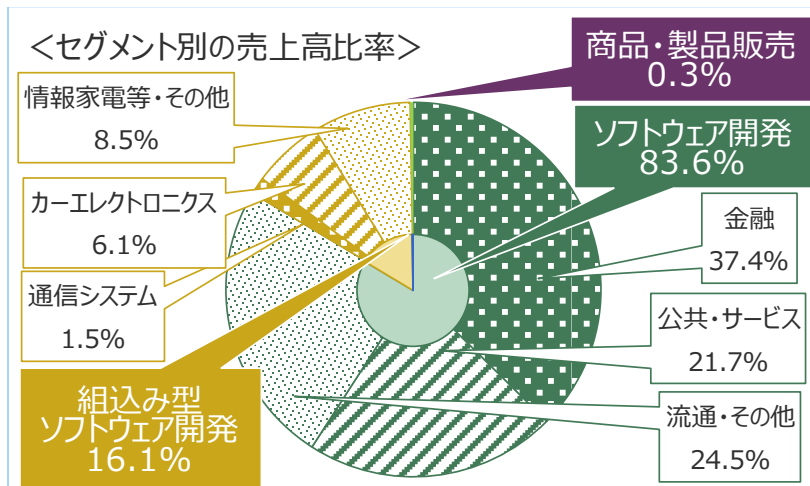 ＜セグメント別の売上高比率＞
商品・製品販売
0.3%
ソフトウェア開発
83.6%
金融
37.4%
公共・サービス
21.7%
流通・その他
24.5%
情報家電等・その他
8.5%
カーエレクトロニクス
6.1%
通信システム
1.5%
組込み型
ソフトウェア開発
16.1%